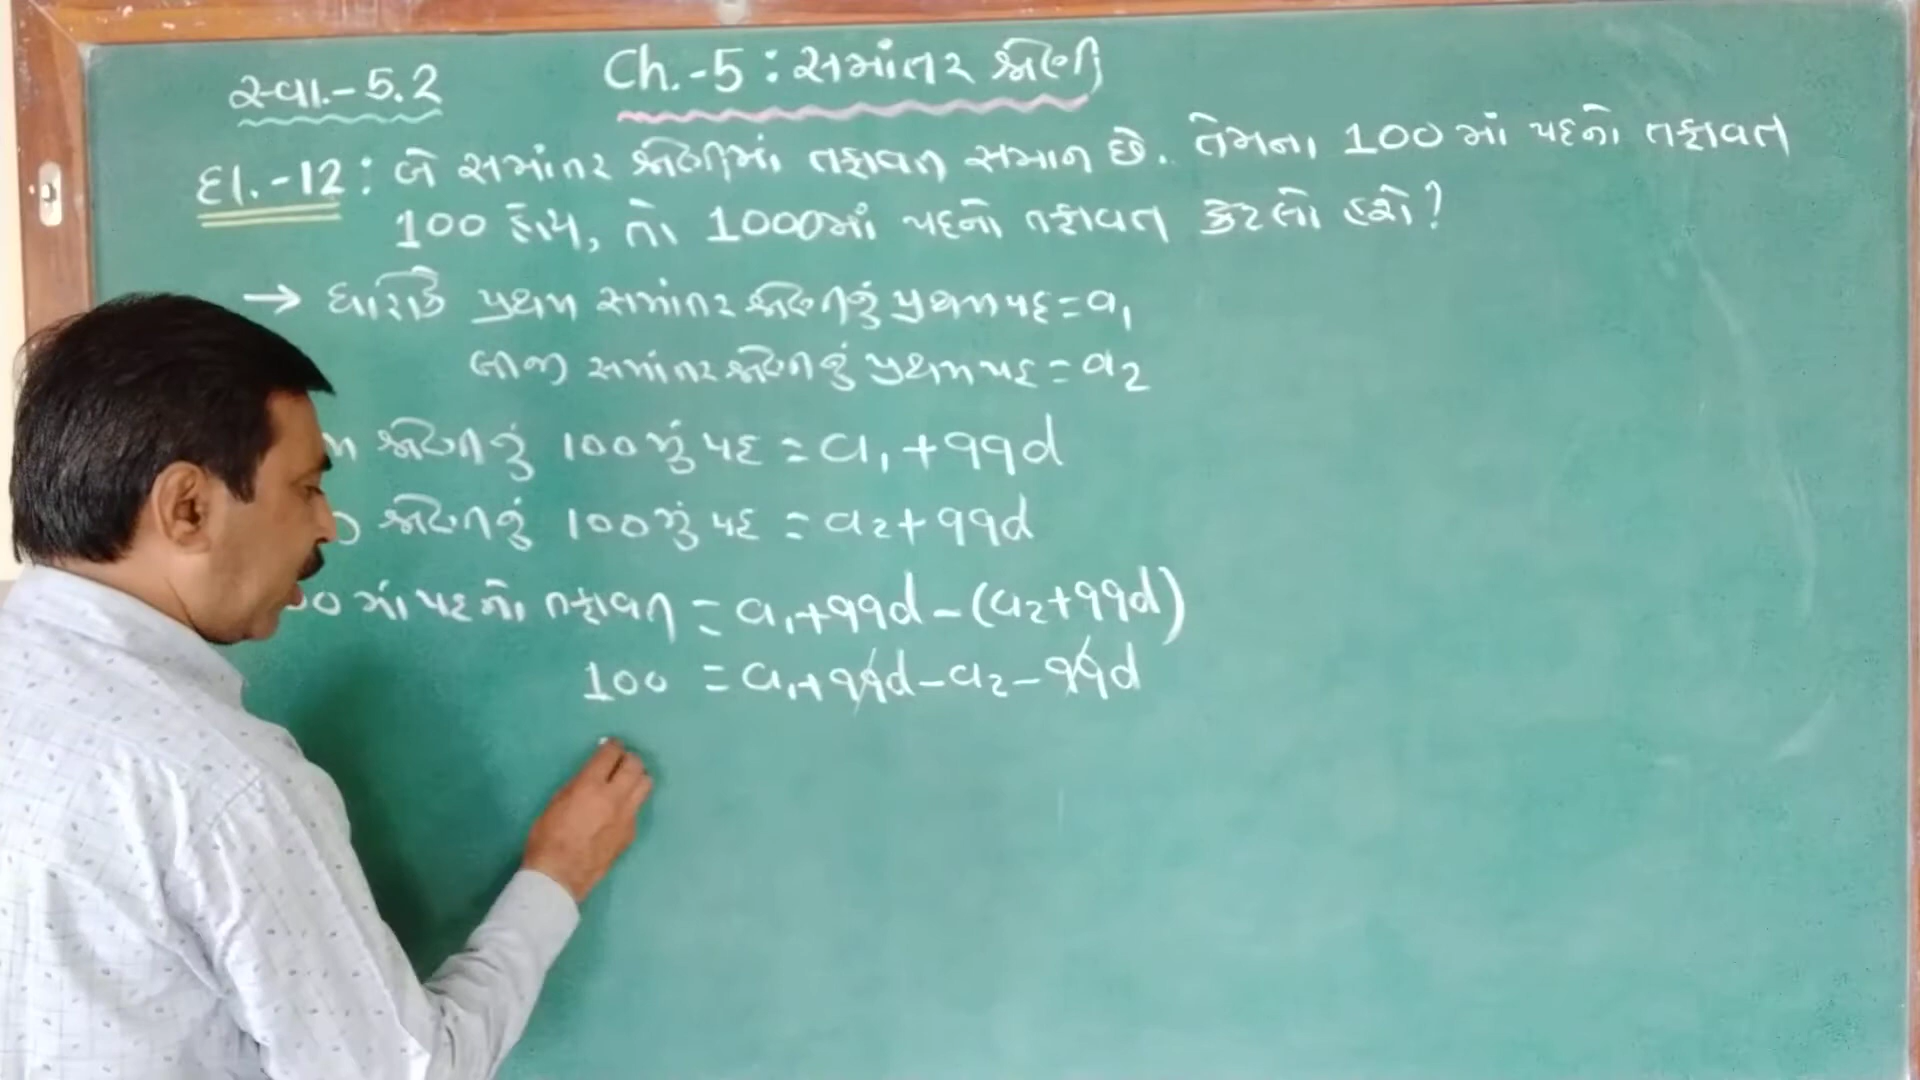 Ch.-5 : સમાંતર શ્રેણી
સ્વા.-5.2
દા.-12 : બે સમાંતર શ્રેણીમાં તફાવત સમાન છે. તેમના 100માં પદનો તફાવત
100 હોય, તો 1000માં પદનો તફાવત કેટલો હશે?
→ ધારોકે પ્રથમ સમાંતર શ્રેણીનું પ્રથમ પદ = a₁
બીજી સમાંતર શ્રેણીનું પ્રથમ પદ = a₂
શ્રેણીનું 100મું પદ = a₁ + 99d
શ્રેણીનું 100મું પદ = a₂ + 99d
માં પદનો તફાવત = a₁ + 99d - (a₂ + 99d)
100 = a₁ + 99d - a₂ - 99d